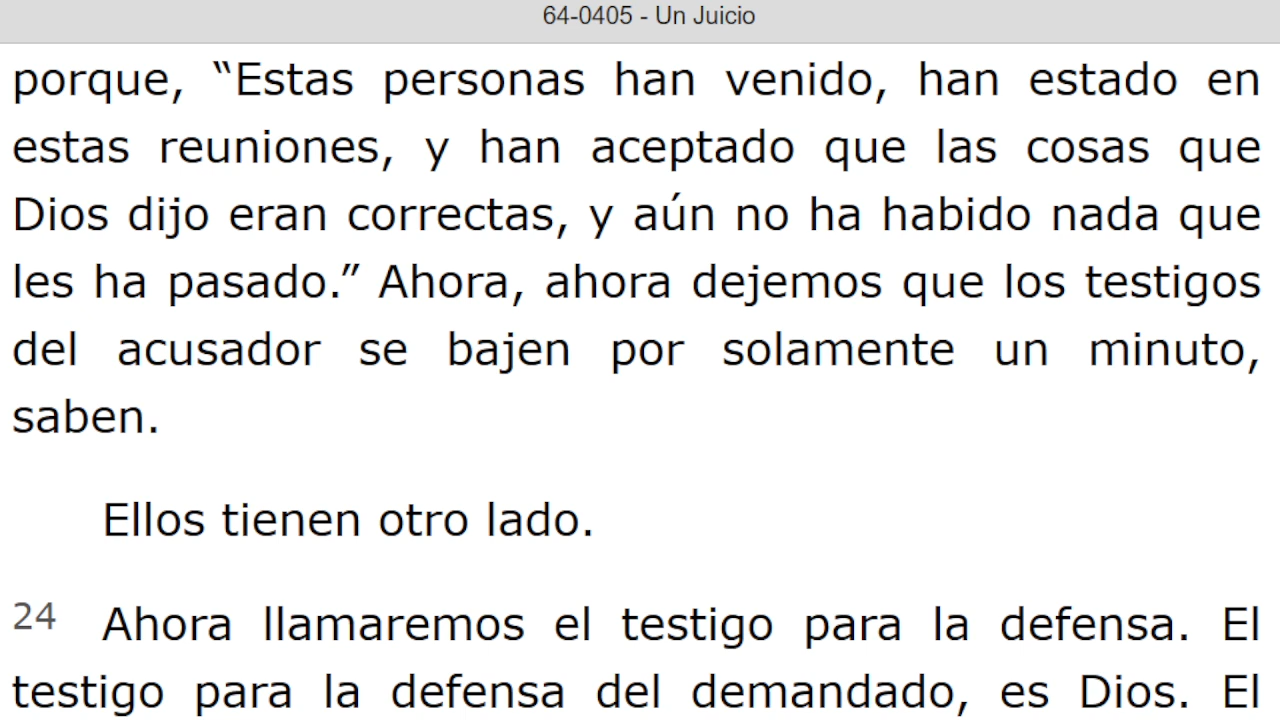 64-0405 - Un Juicio
porque, “Estas personas han venido, han estado en
estas reuniones, y han aceptado que las cosas que
Dios dijo eran correctas, y aún no ha habido nada que
les ha pasado.” Ahora, ahora dejemos que los testigos
del acusador se bajen por solamente un minuto,
saben.
Ellos tienen otro lado.
24 Ahora llamaremos el testigo para la defensa. El
testigo para la defensa del demandado, es Dios. El